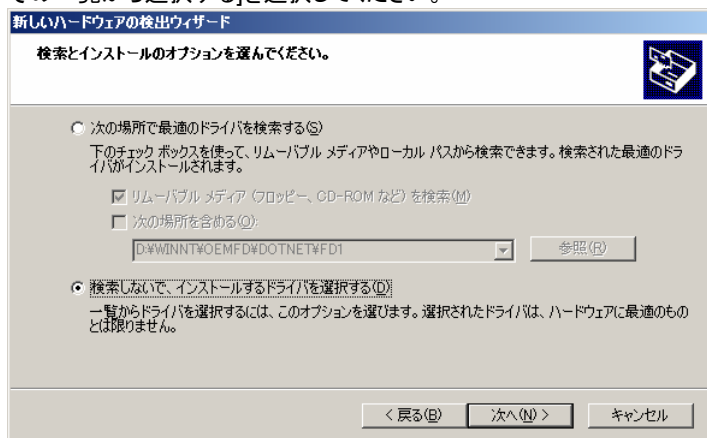 新しいハードウェアの検出ウィザード
検索とインストールのオプションを選んでください。
次の場所で最適のドライバを検索する(S)
下のチェック ボックスを使って、リムーバブル メディアやローカル パスから検索できます。検索された最適のドラ
イバがインストールされます。
リムーバブル メディア (フロッピー、CD-ROM など) を検索(M)
次の場所を含める(O):
D:¥WINNT¥OEMFD¥DOTNET¥FD1
参照(R)
検索しないで、インストールするドライバを選択する(D)
一覧からドライバを選択するには、このオプションを選びます。選択されたドライバは、ハードウェアに最適のもの
とは限りません。
< 戻る(B)
次へ(N) >
キャンセル